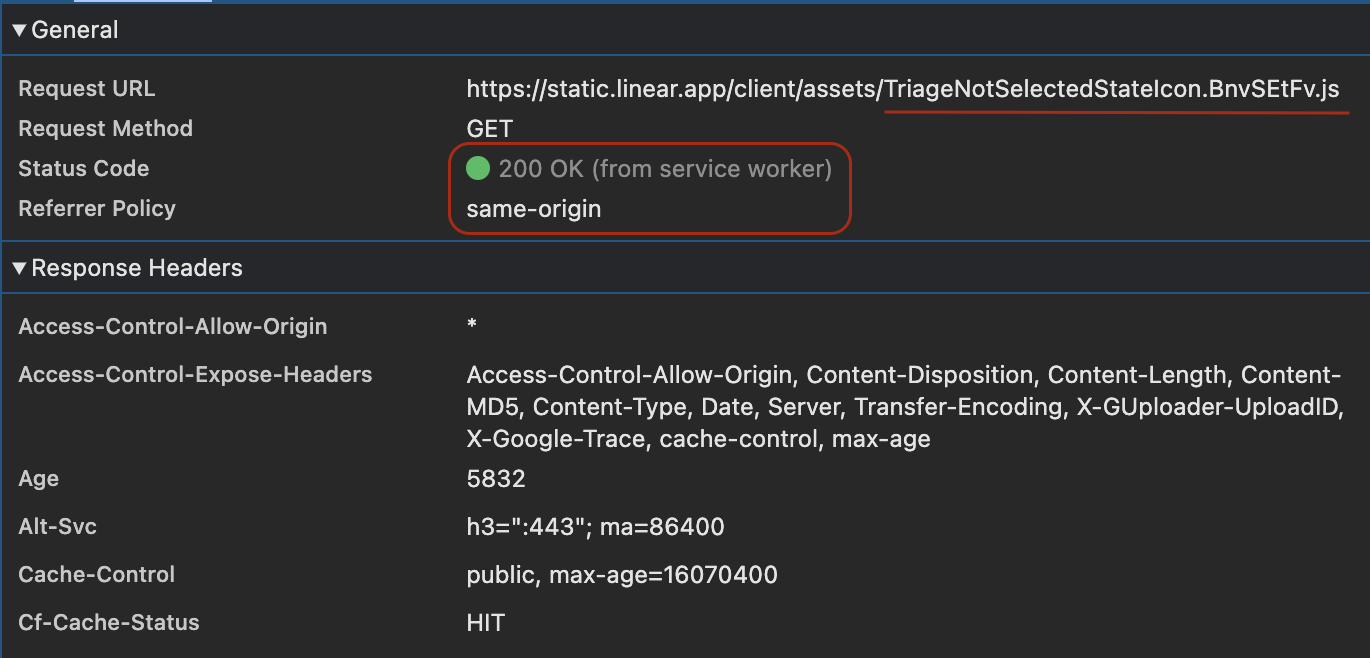 General
Request URL https://static.linear.app/client/assets/TriageNotSelectedStateIcon.BnvSEtFv.js
Request Method GET
Status Code 200 OK (from service worker)
Referrer Policy same-origin
Response Headers
Access-Control-Allow-Origin *
Access-Control-Expose-Headers Access-Control-Allow-Origin, Content-Disposition, Content-Length, Content-
MD5, Content-Type, Date, Server, Transfer-Encoding, X-GUploader-UploadID,
X-Google-Trace, cache-control, max-age
Age 5832
Alt-Svc h3=":443"; ma=86400
Cache-Control public, max-age=16070400
Cf-Cache-Status HIT